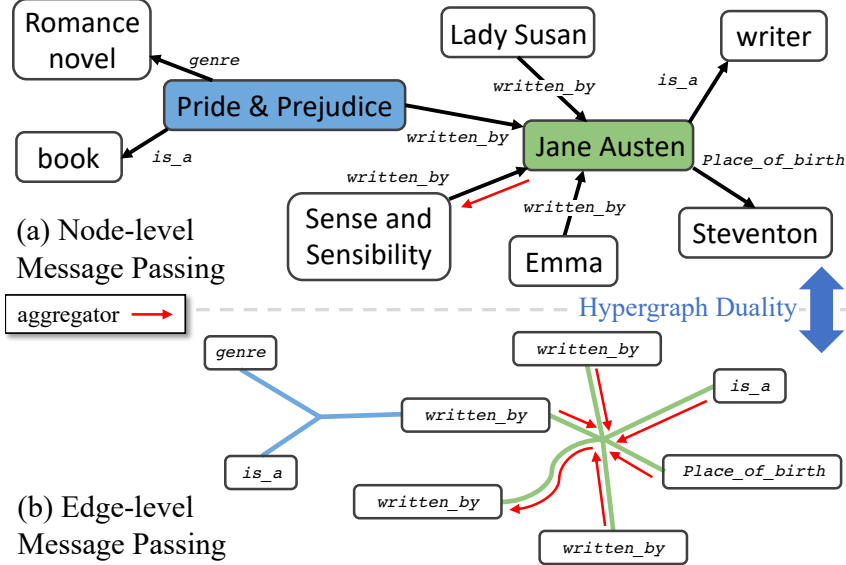 Romance
novel
genre
Lady Susan
writer
written_by
is_a
Pride & Prejudice
written_by
book
is_a
Jane Austen
Place_of_birth
written_by
Sense and
Sensibility
written_by
Emma
Steventon
(a) Node-level
Message Passing
aggregator
Hypergraph Duality
genre
written_by
is_a
written_by
is_a
Place_of_birth
written_by
written_by
(b) Edge-level
Message Passing